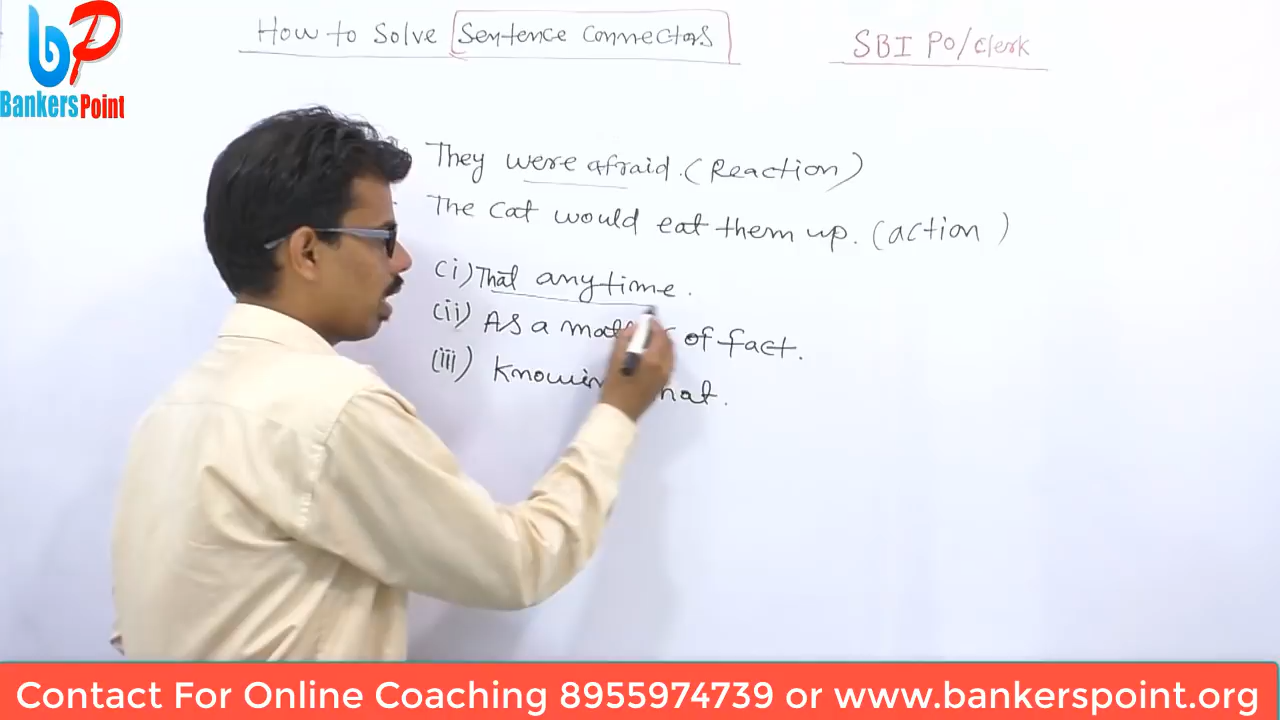 How to Solve Sentence Connectors
SBI PO/Clerk
bp
BankersPoint
They were afraid. (Reaction)
The cat would eat them up. (action)
(i) That anytime.
(ii) As a matter of fact.
(iii) Knowing that.
Contact For Online Coaching 8955974739 or www.bankerspoint.org